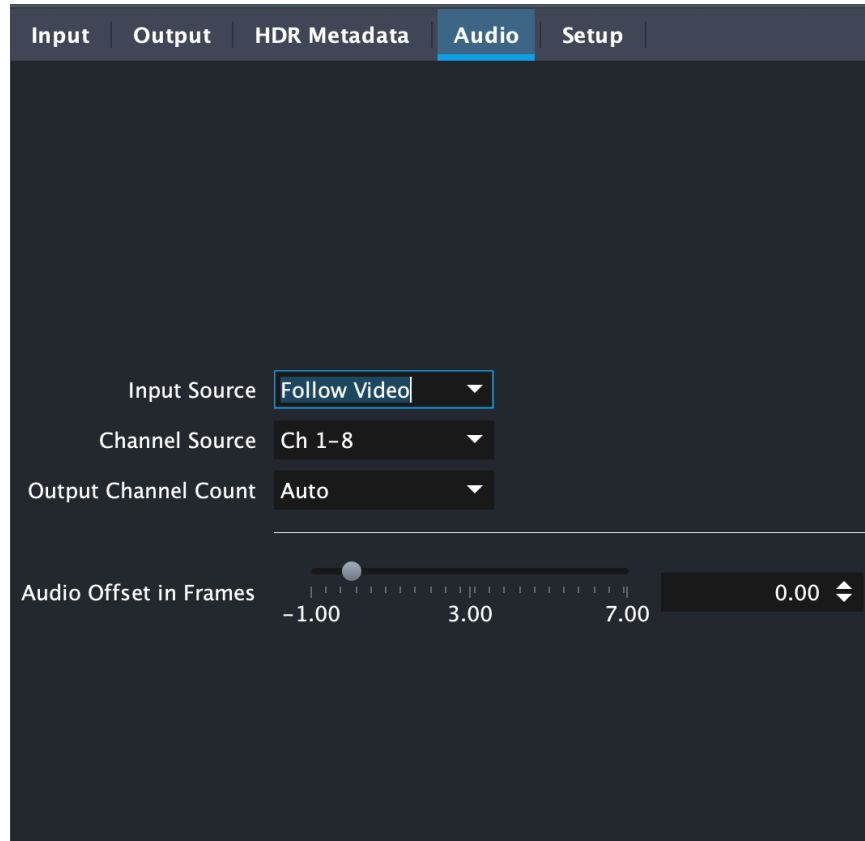 Input Output HDR Metadata Audio Setup
Input Source Follow Video
Channel Source Ch 1–8
Output Channel Count Auto
Audio Offset in Frames 0.00
−1.00 3.00 7.00